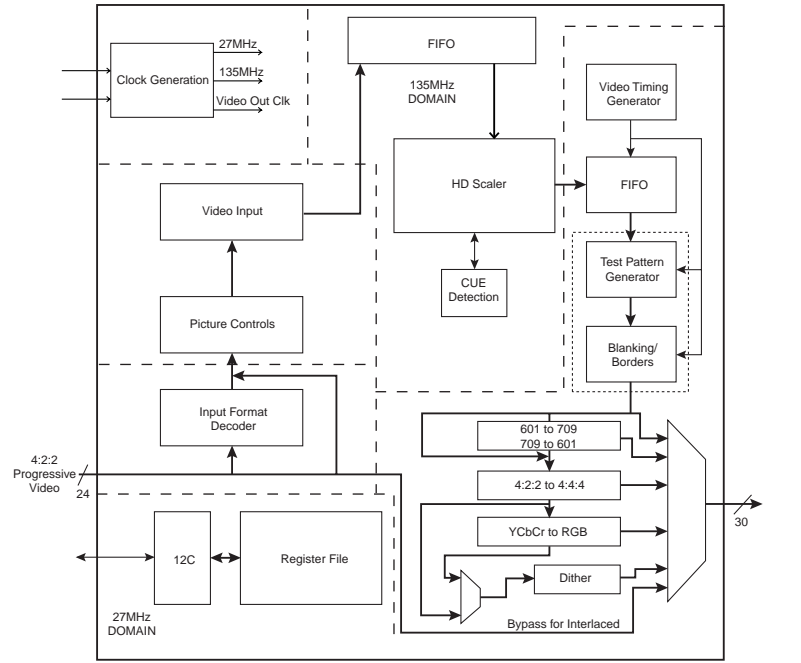 27MHz
135MHz
Video Out Clk
Clock Generation
FIFO
135MHz
DOMAIN
Video Timing
Generator
HD Scaler
FIFO
Video Input
Test Pattern
Generator
CUE
Detection
Picture Controls
Blanking/
Borders
Input Format
Decoder
601 to 709
709 to 601
4:2:2
Progressive
Video
24
4:2:2 to 4:4:4
30
YCbCr to RGB
12C
Register File
Dither
27MHz
DOMAIN
Bypass for Interlaced